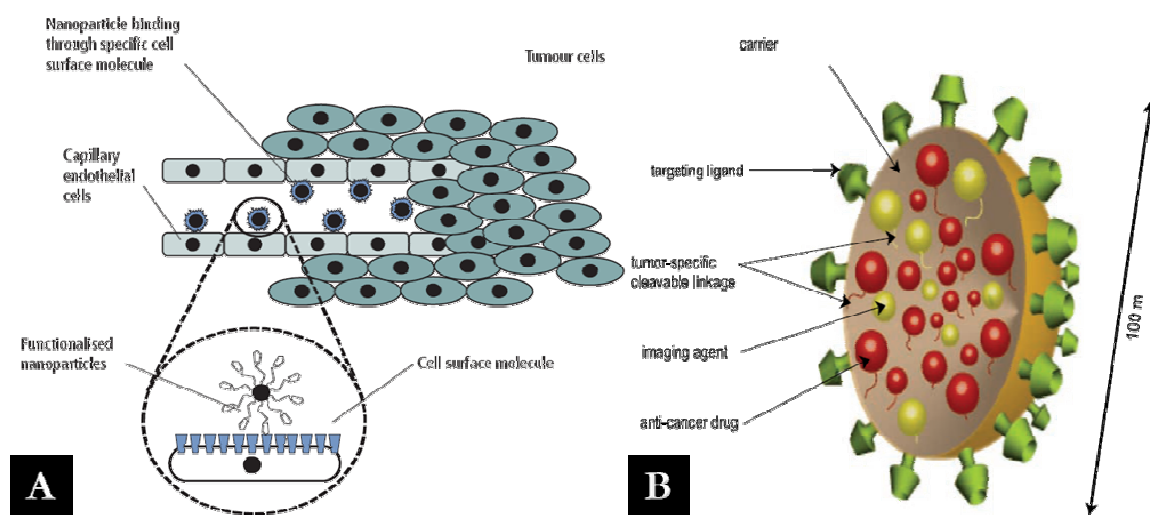 Nanoparticle binding
through specific cell
surface molecule
Tumour cells
Capillary
endothelial
cells
Functionalised
nanoparticles
Cell surface molecule
A
carrier
targeting ligand
tumor-specific
cleavable linkage
imaging agent
anti-cancer drug
100 m
B